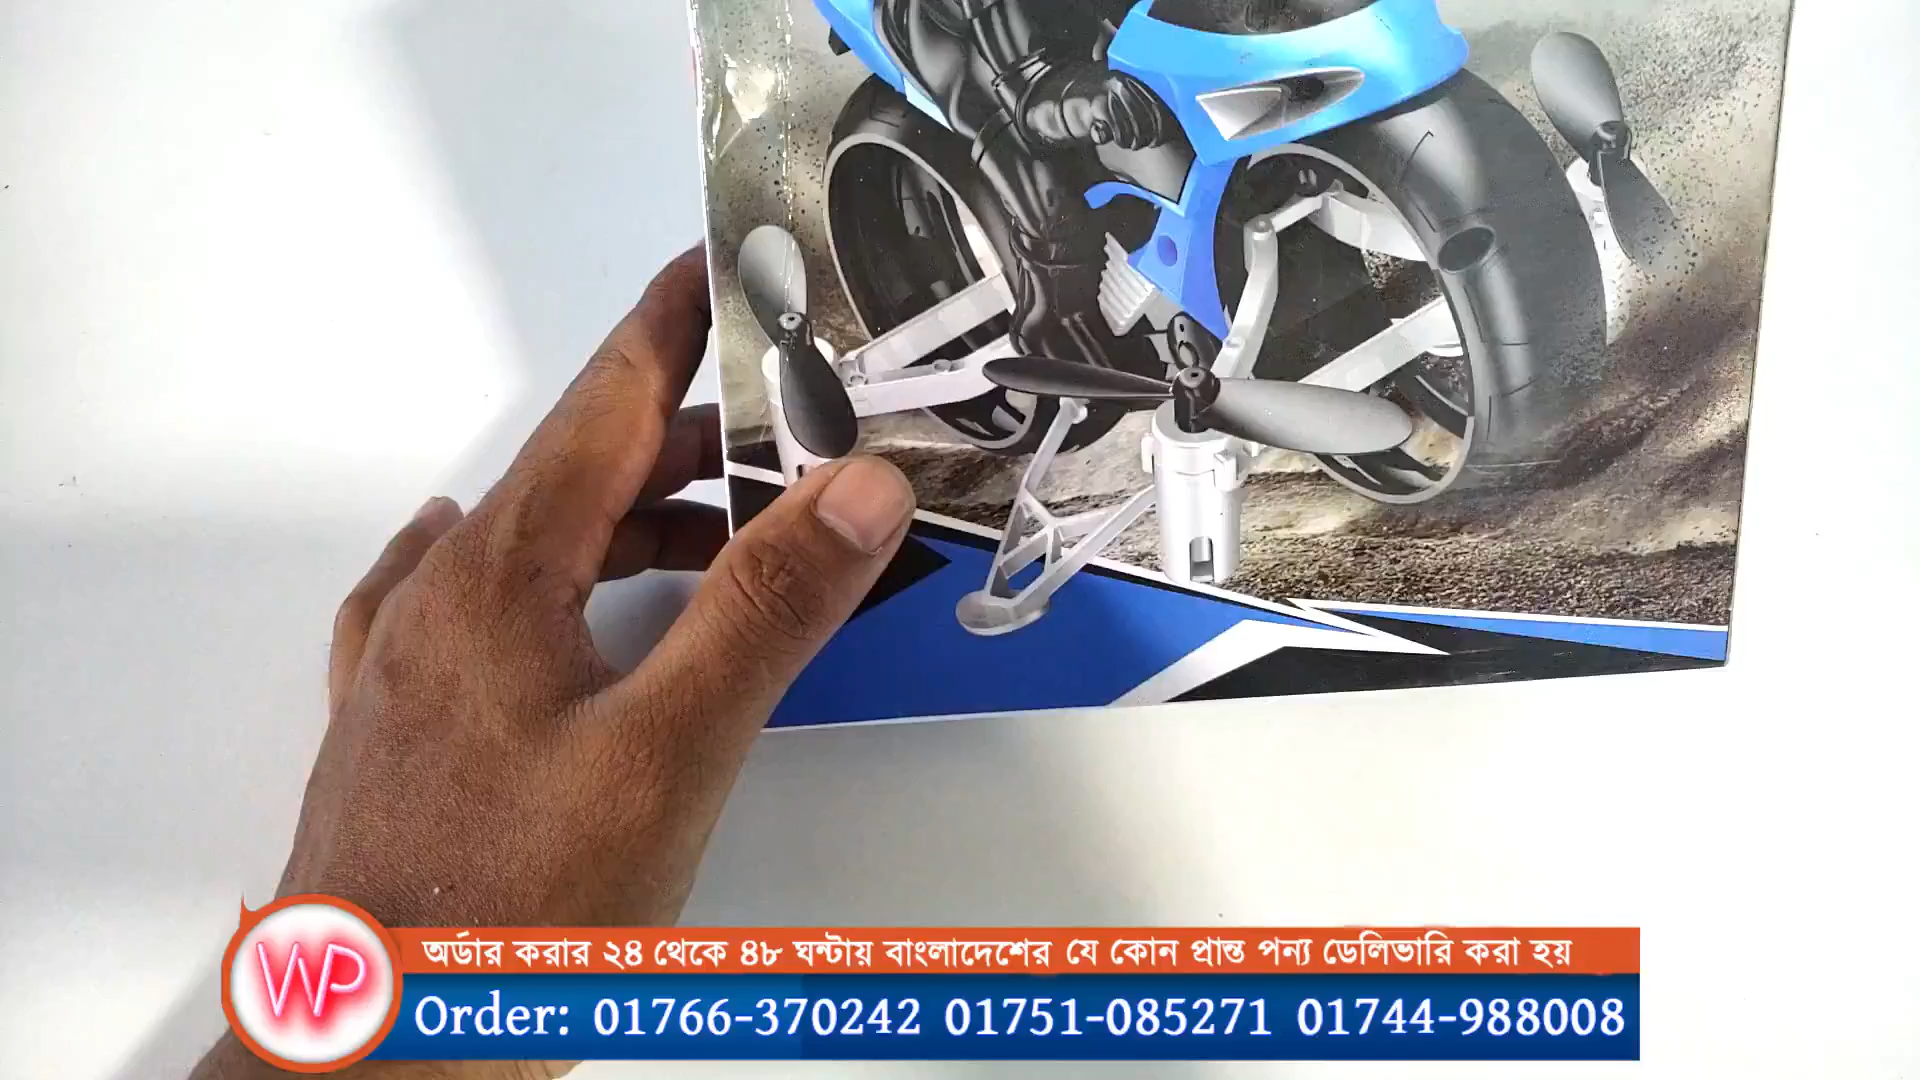 WP
অর্ডার করার ২৪ থেকে ৪৮ ঘন্টায় বাংলাদেশের যে কোন প্রান্ত পন্য ডেলিভারি করা হয়
Order: 01766-370242 01751-085271 01744-988008